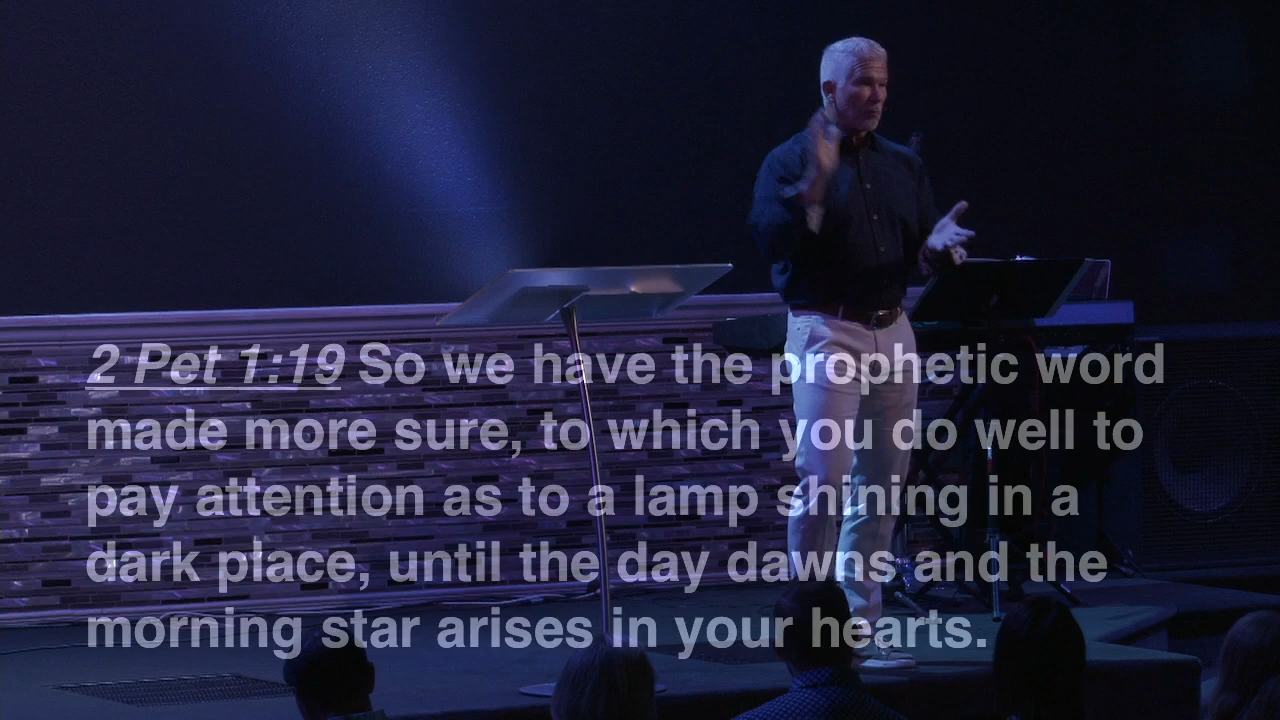 2 Pet 1:19 So we have the prophetic word
made more sure, to which you do well to
pay attention as to a lamp shining in a
dark place, until the day dawns and the
morning star arises in your hearts.